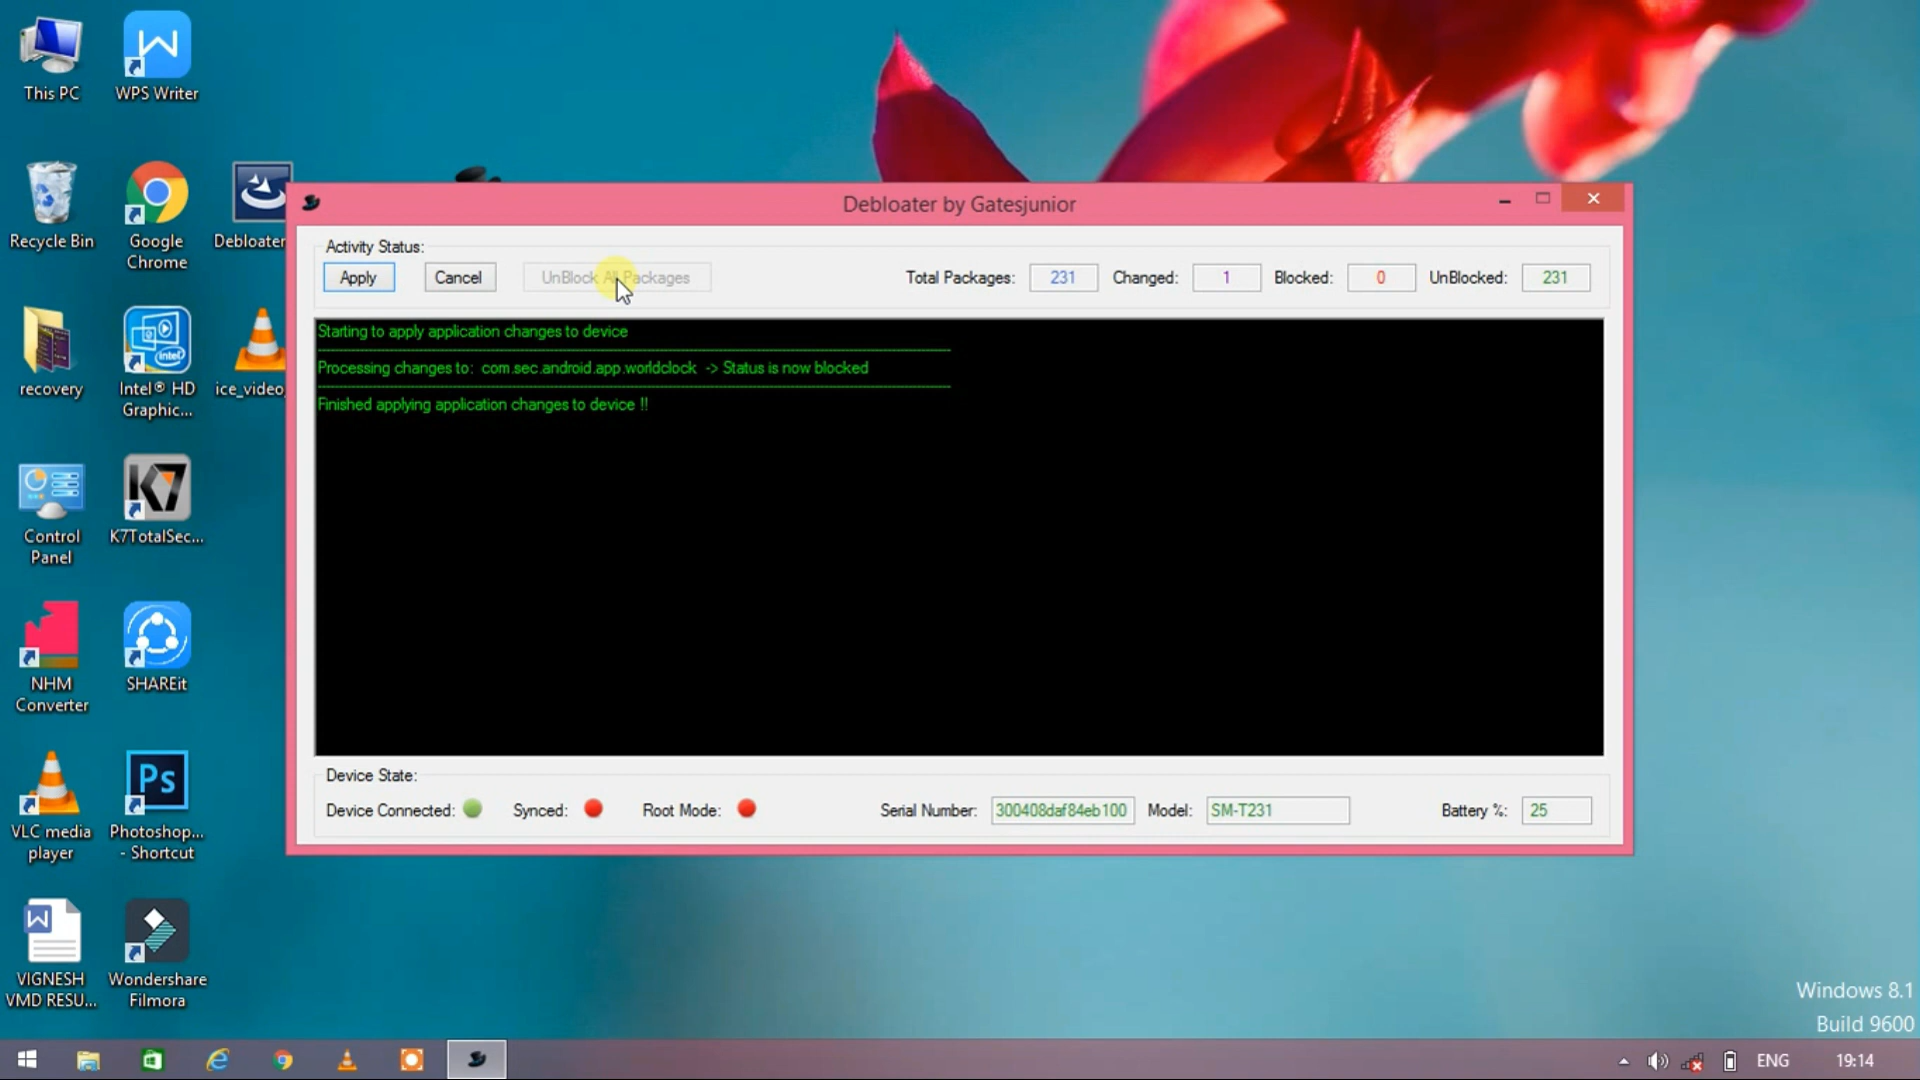 This PC
WPS Writer
Recycle Bin
Google
Chrome
Debloater
recovery
Intel® HD
Graphic...
ice_video
Control
Panel
K7TotalSec...
NHM
Converter
SHAREit
VLC media
player
Photoshop...
- Shortcut
VIGNESH
VMD RESU...
Wondershare
Filmora
Debloater by Gatesjunior
Activity Status:
Apply
Cancel
UnBlock All Packages
Total Packages: 231 Changed: 1 Blocked: 0 UnBlocked: 231
Starting to apply application changes to device
Processing changes to: com.sec.android.app.worldclock -> Status is now blocked
Finished applying application changes to device !!
Device State:
Device Connected: Synced: Root Mode: Serial Number: 300408daf84eb100 Model: SM-T231 Battery %: 25
Windows 8.1
Build 9600
ENG 19:14